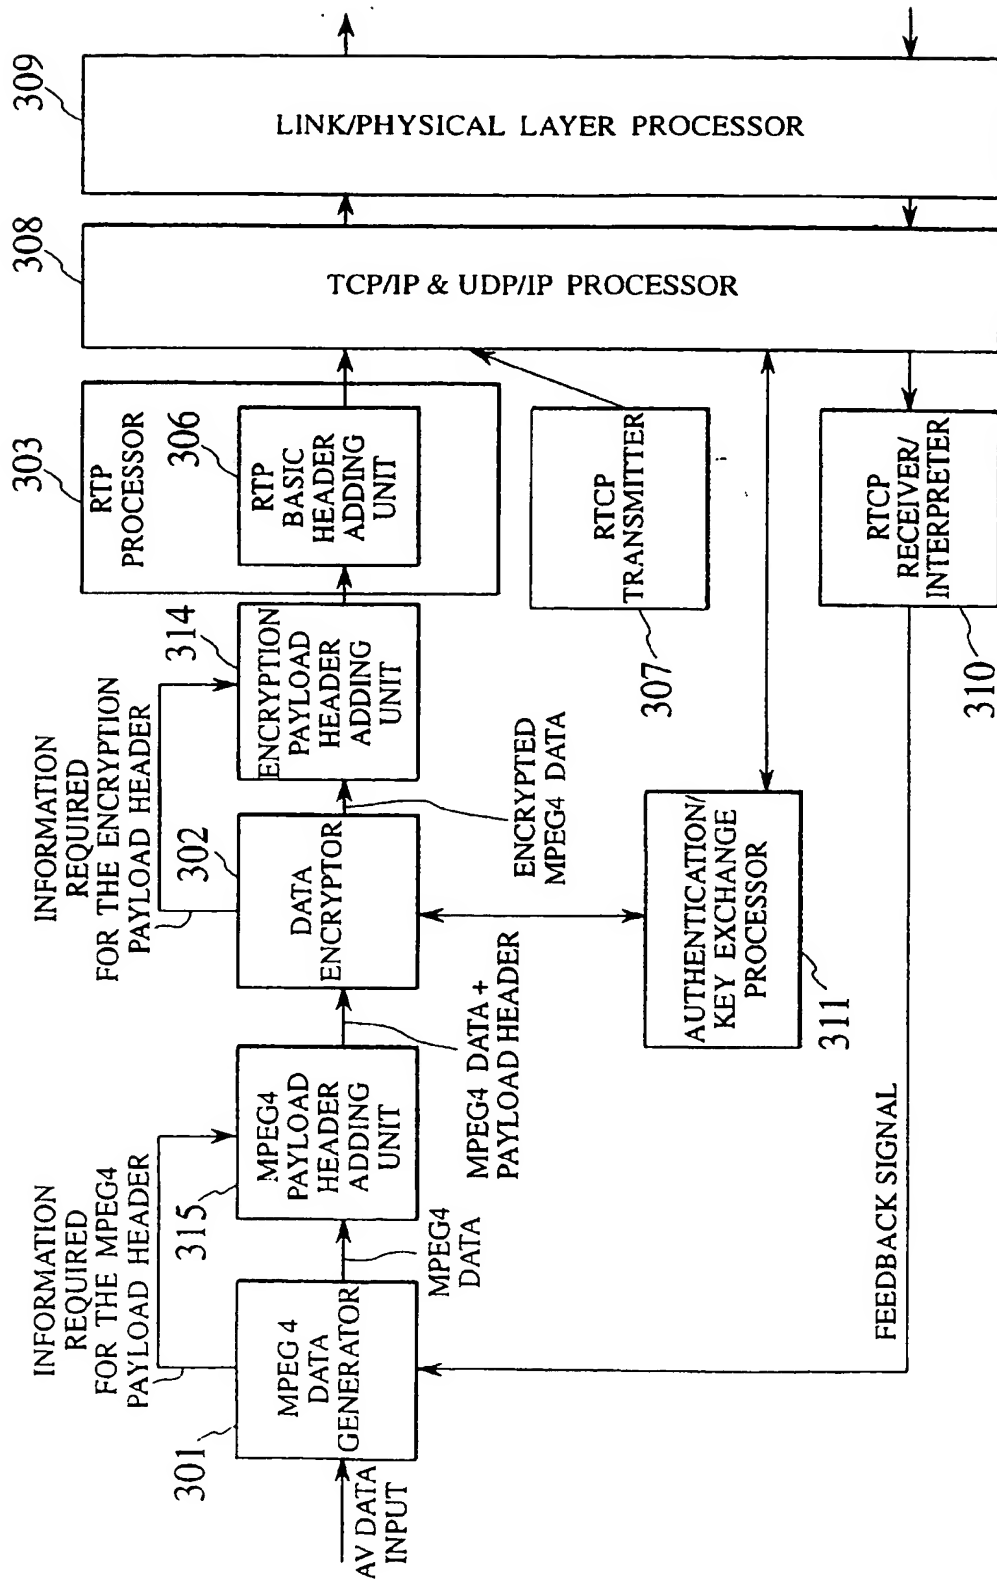 309
LINK/PHYSICAL LAYER PROCESSOR
308
TCP/IP & UDP/IP PROCESSOR
303
RTP
PROCESSOR
306
RTP
BASIC
HEADER
ADDING
UNIT
314
ENCRYPTION
PAYLOAD
HEADER
ADDING
UNIT
RTCP
TRANSMITTER
307
RTCP
RECEIVER/
INTERPRETER
310
INFORMATION
REQUIRED
FOR THE ENCRYPTION
PAYLOAD HEADER
302
DATA
ENCRYPTOR
ENCRYPTED
MPEG4 DATA
AUTHENTICATION/
KEY EXCHANGE
PROCESSOR
311
INFORMATION
REQUIRED
FOR THE MPEG4
PAYLOAD HEADER
315
MPEG4
PAYLOAD
HEADER
ADDING
UNIT
MPEG4 DATA +
PAYLOAD HEADER
301
MPEG 4
DATA
GENERATOR
MPEG4
DATA
AV DATA
INPUT
FEEDBACK SIGNAL